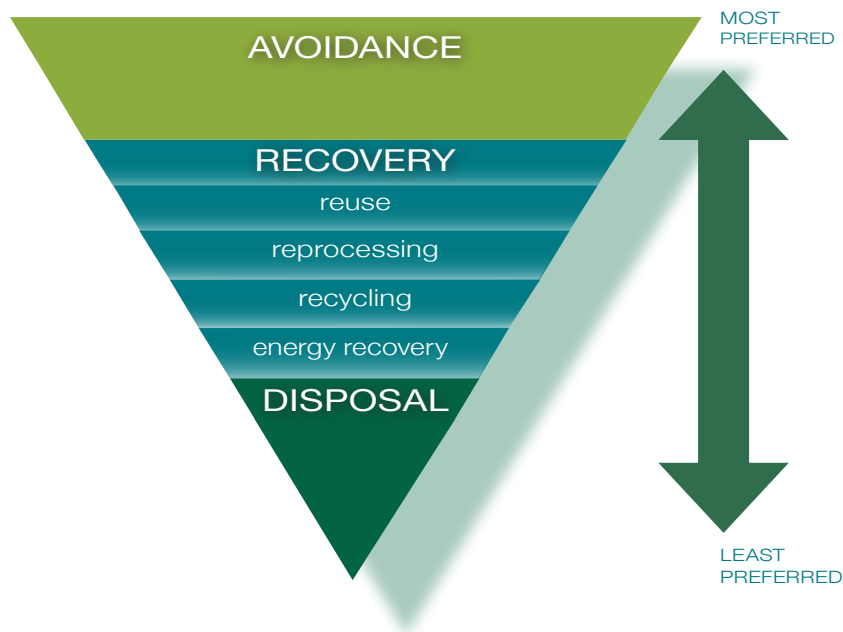 MOST
PREFERRED
AVOIDANCE
RECOVERY
reuse
reprocessing
recycling
energy recovery
DISPOSAL
LEAST
PREFERRED